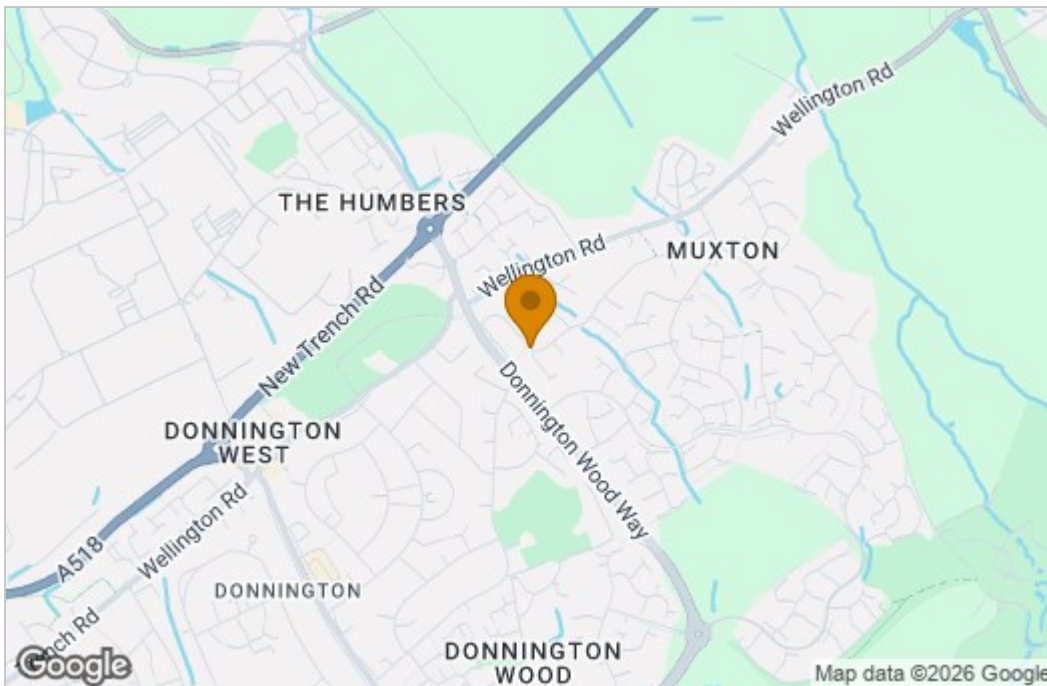 Wellington Rd
THE HUMBERS
MUXTON
Wellington Rd
New Trench Rd
Donnington Wood Way
DONNINGTON
WEST
Wellington Rd
A518
DONNINGTON
Rd
DONNINGTON
WOOD
Google
Map data ©2026 Google